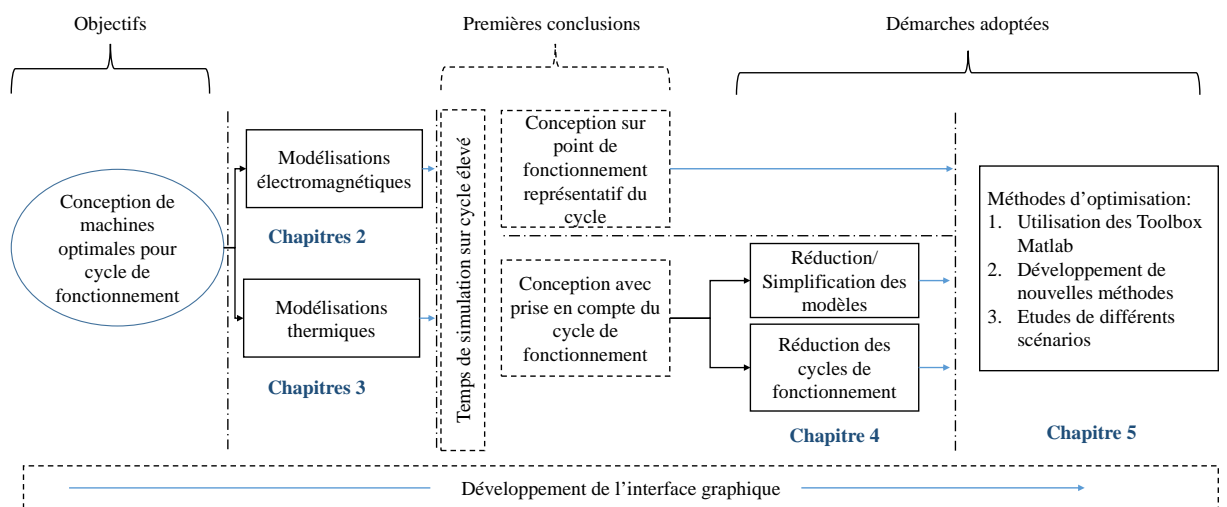 Objectifs
Premières conclusions
Démarches adoptées
Conception de
machines
optimales pour
cycle de
fonctionnement
Modélisations
électromagnétiques
Chapitres 2
Modélisations
thermiques
Chapitres 3
Temps de simulation sur cycle élevé
Conception sur
point de
fonctionnement
représentatif du
cycle
Conception avec
prise en compte du
cycle de
fonctionnement
Réduction/
Simplification des
modèles
Réduction des
cycles de
fonctionnement
Chapitre 4
Méthodes d’optimisation:
1. Utilisation des Toolbox
Matlab
2. Développement de
nouvelles méthodes
3. Etudes de différents
scénarios
Chapitre 5
Développement de l’interface graphique